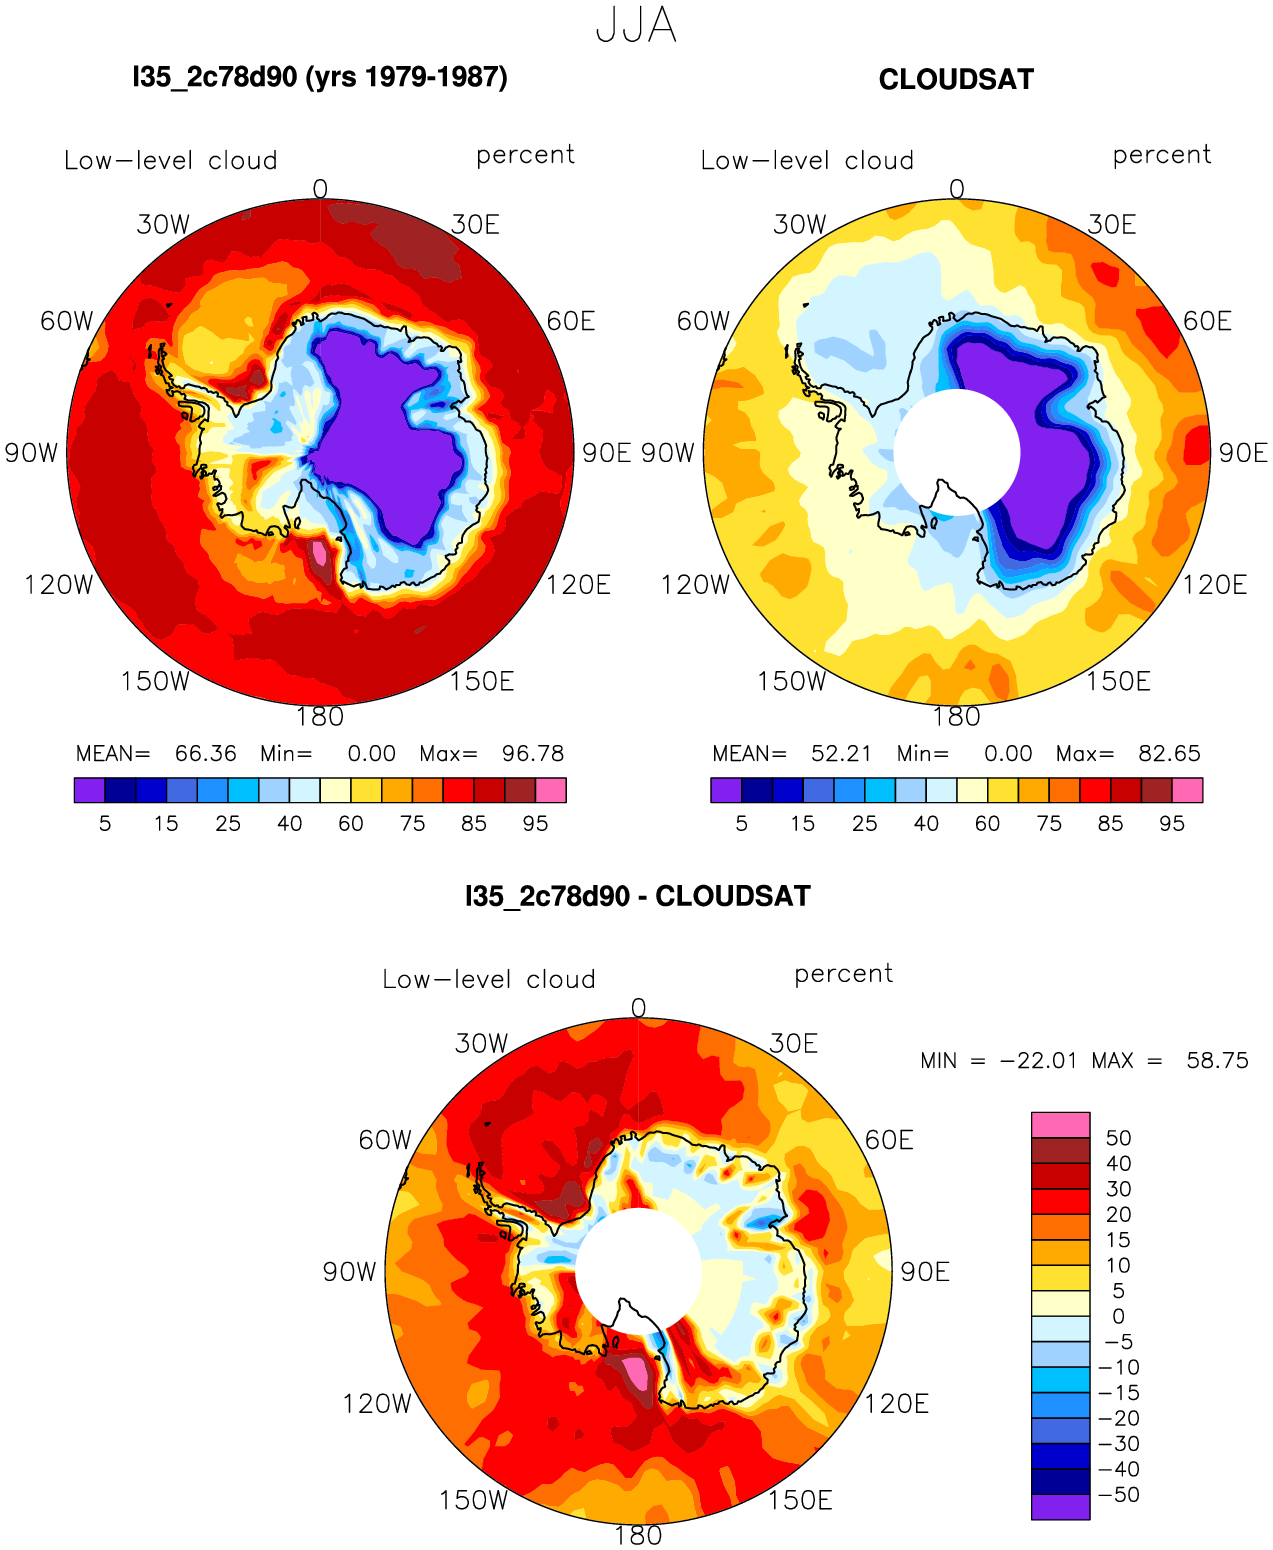 JJA
I35_2c78d90 (yrs 1979-1987)
CLOUDSAT
Low-level cloud percent
Low-level cloud percent
0
30W 30E
60W 60E
90W 90E
120W 120E
150W 150E
180
0
30W 30E
60W 60E
90W 90E
120W 120E
150W 150E
180
MEAN= 66.36 Min= 0.00 Max= 96.78
5 15 25 40 60 75 85 95
MEAN= 52.21 Min= 0.00 Max= 82.65
5 15 25 40 60 75 85 95
I35_2c78d90 - CLOUDSAT
Low-level cloud percent
0
30W 30E
60W 60E
90W 90E
120W 120E
150W 150E
180
MIN = -22.01 MAX = 58.75
50
40
30
20
15
10
5
0
-5
-10
-15
-20
-30
-40
-50